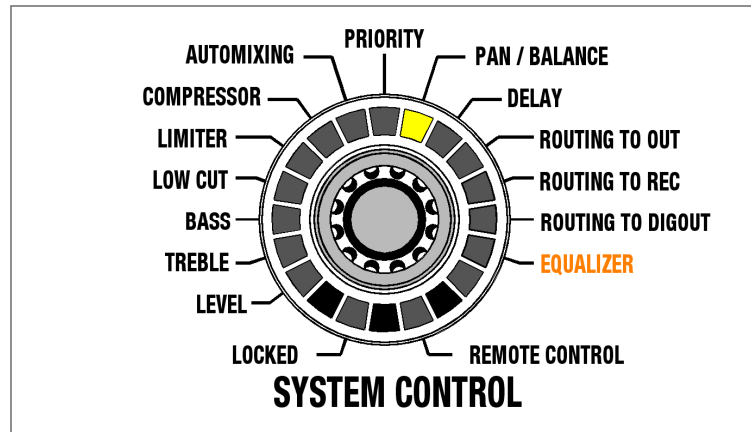 PRIORITY
AUTOMIXING
PAN / BALANCE
COMPRESSOR
DELAY
LIMITER
ROUTING TO OUT
LOW CUT
ROUTING TO REC
BASS
ROUTING TO DIGOUT
TREBLE
EQUALIZER
LEVEL
LOCKED
REMOTE CONTROL
SYSTEM CONTROL